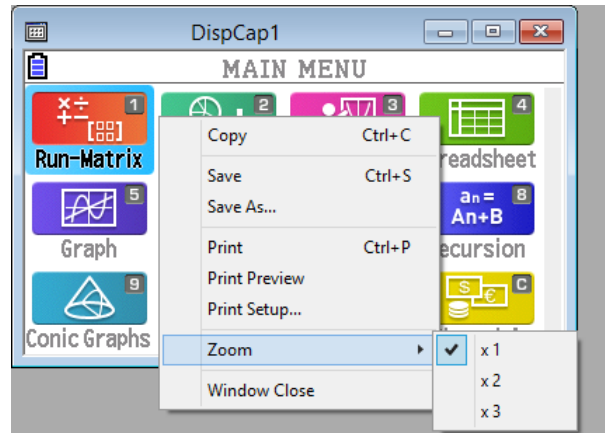 DispCap1
MAIN MENU
1 2 3 4
Run-Matrix
readsheet
5 8
an=
An+B
Graph
ecursion
9 C
Conic Graphs
Copy Ctrl+C
Save Ctrl+S
Save As...
Print Ctrl+P
Print Preview
Print Setup...
Zoom
Window Close
x 1
x 2
x 3